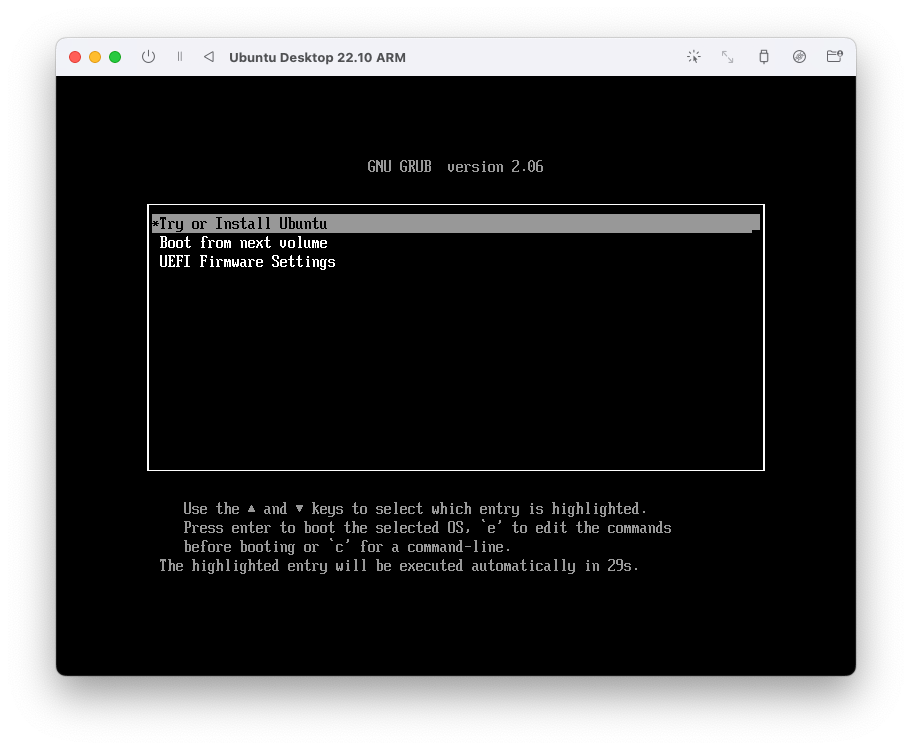 Ubuntu Desktop 22.10 ARM
GNU GRUB  version 2.06
*Try or Install Ubuntu
Boot from next volume
UEFI Firmware Settings
Use the ▲ and ▼ keys to select which entry is highlighted.
Press enter to boot the selected OS, `e' to edit the commands
before booting or `c' for a command-line.
The highlighted entry will be executed automatically in 29s.